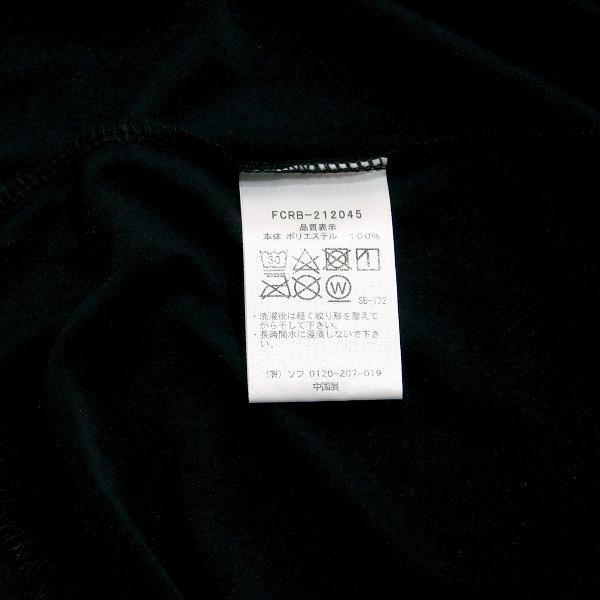 FCRB-212045
品質表示
本体 ポリエステル 100%
30
W
SB-132
・洗濯後は軽く絞り形を整えて
から干して下さい。
・長時間水に浸漬しないで下さ
い。
(有) ソフ 0120-207-019
中国製